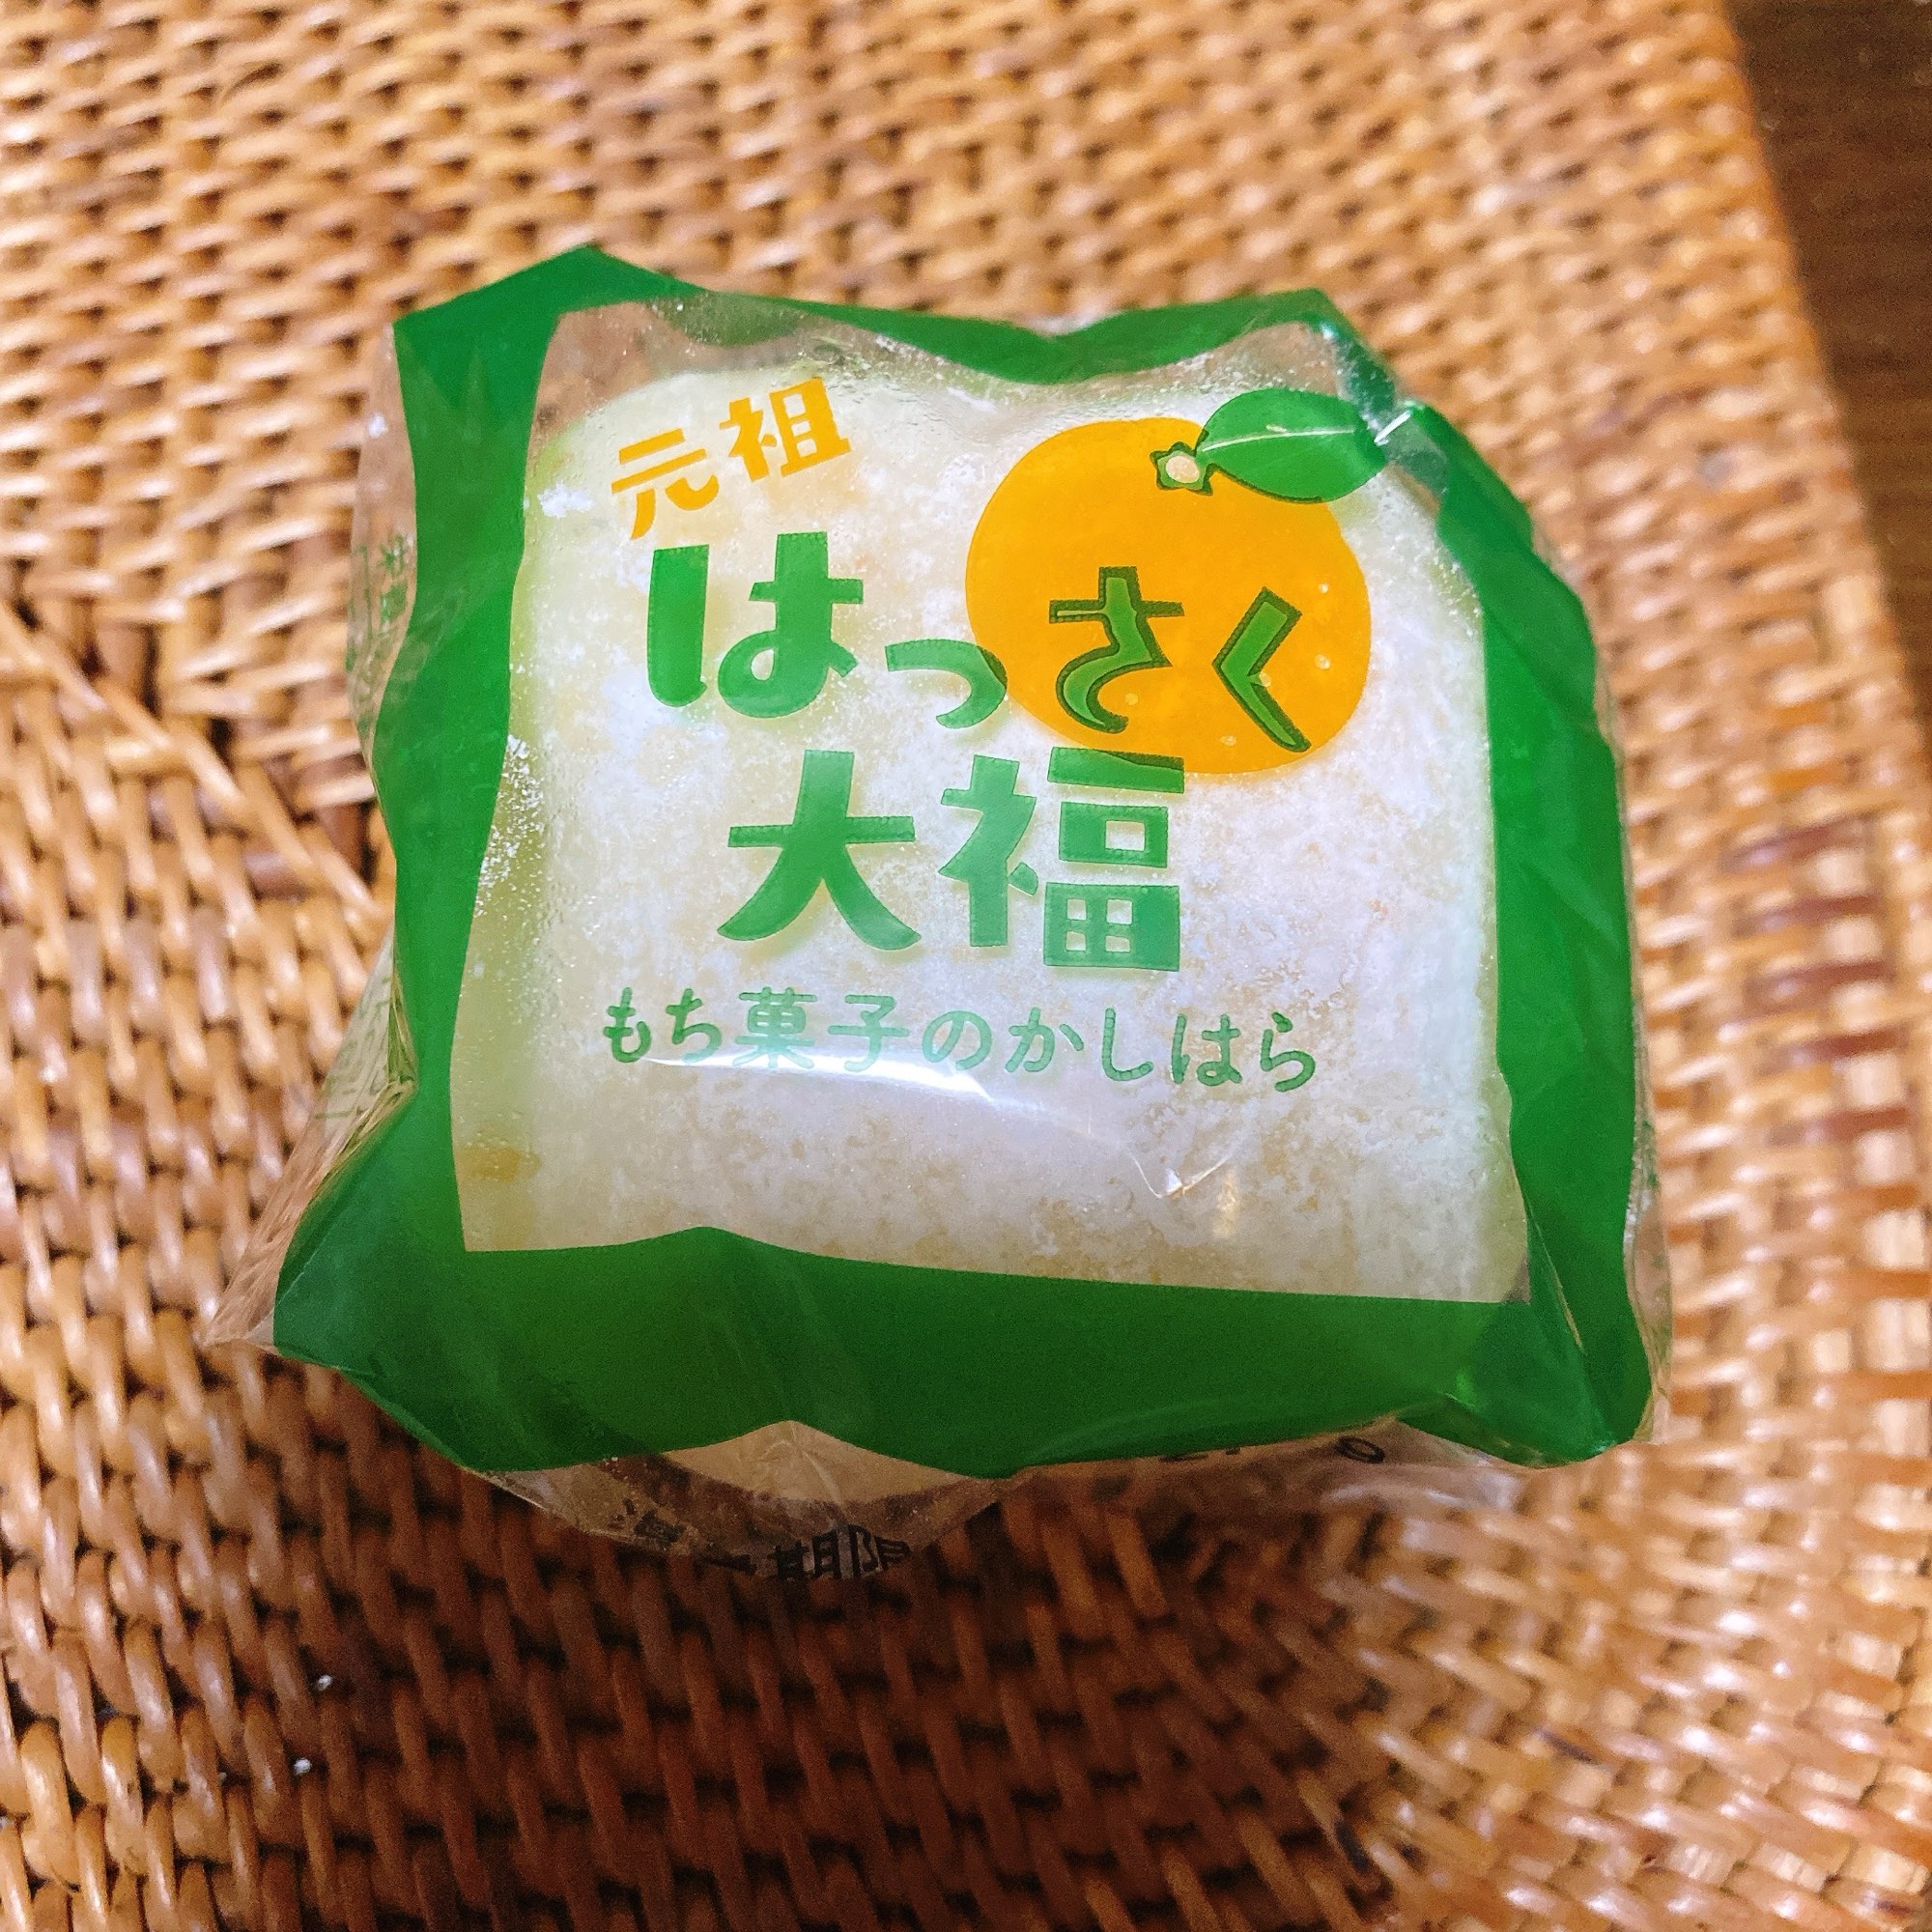 元祖
はっさく
大福
もち菓子のかしはら
期限